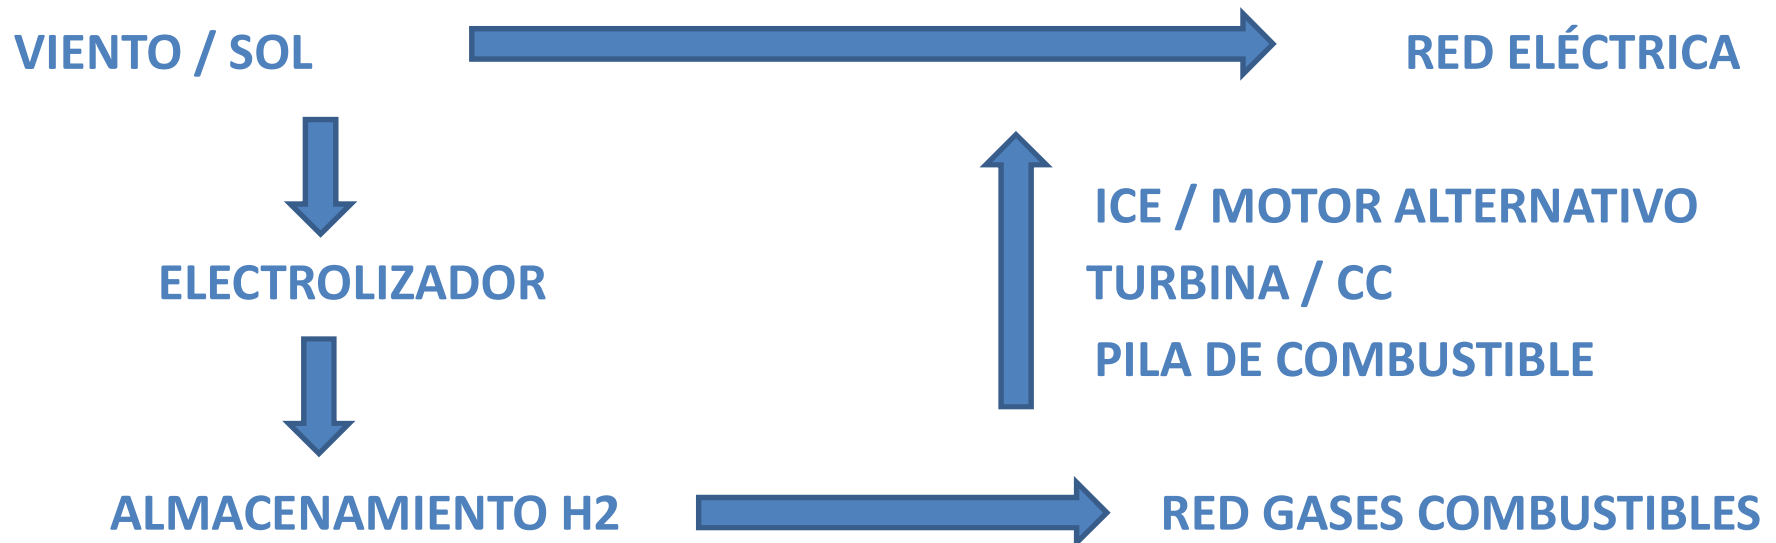 VIENTO / SOL
RED ELÉCTRICA
ICE / MOTOR ALTERNATIVO
ELECTROLIZADOR
TURBINA / CC
PILA DE COMBUSTIBLE
ALMACENAMIENTO H2
RED GASES COMBUSTIBLES